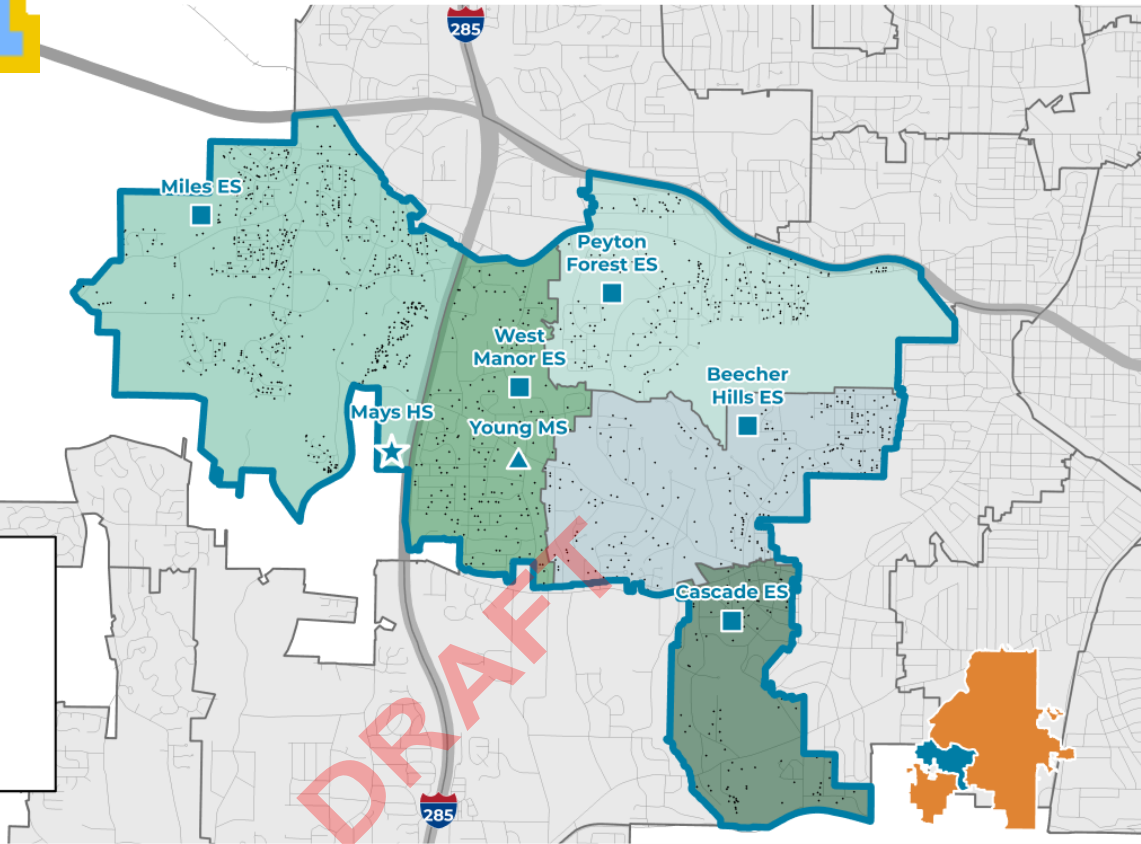 285
Miles ES
Peyton
Forest ES
West
Manor ES
Beecher
Hills ES
Mays HS
Young MS
Cascade ES
DRAFT
285